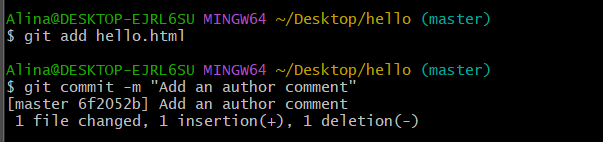 Alina@DESKTOP-EJRL6SU MINGW64 ~/Desktop/hello (master)
$ git add hello.html
Alina@DESKTOP-EJRL6SU MINGW64 ~/Desktop/hello (master)
$ git commit -m "Add an author comment"
[master 6f2052b] Add an author comment
 1 file changed, 1 insertion(+), 1 deletion(-)